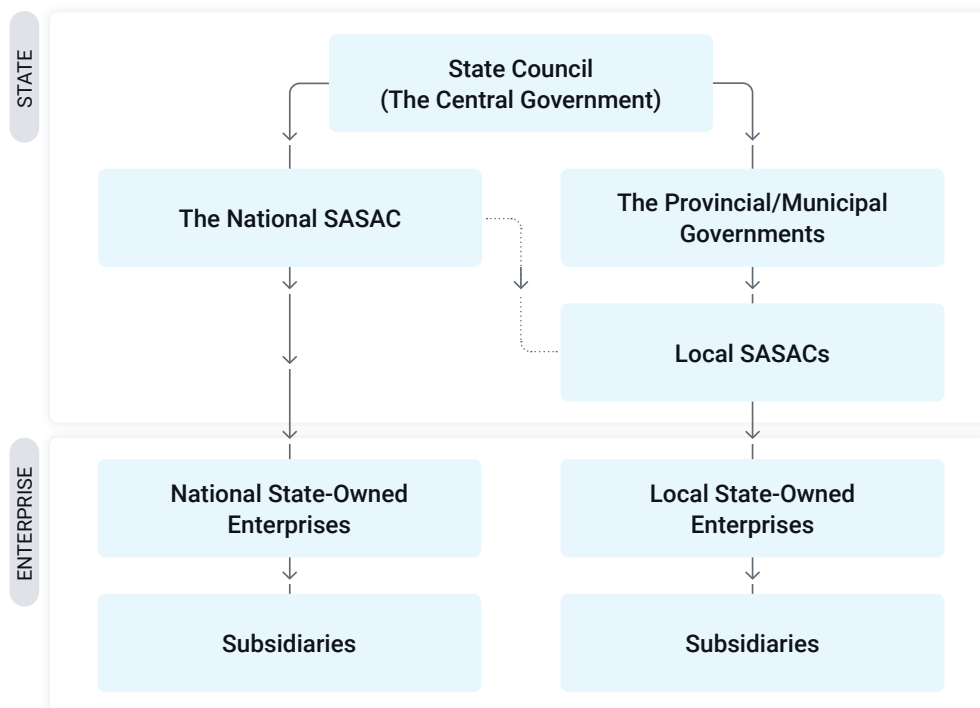 STATE
State Council
(The Central Government)
The National SASAC
The Provincial/Municipal
Governments
Local SASACs
ENTERPRISE
National State-Owned
Enterprises
Local State-Owned
Enterprises
Subsidiaries
Subsidiaries